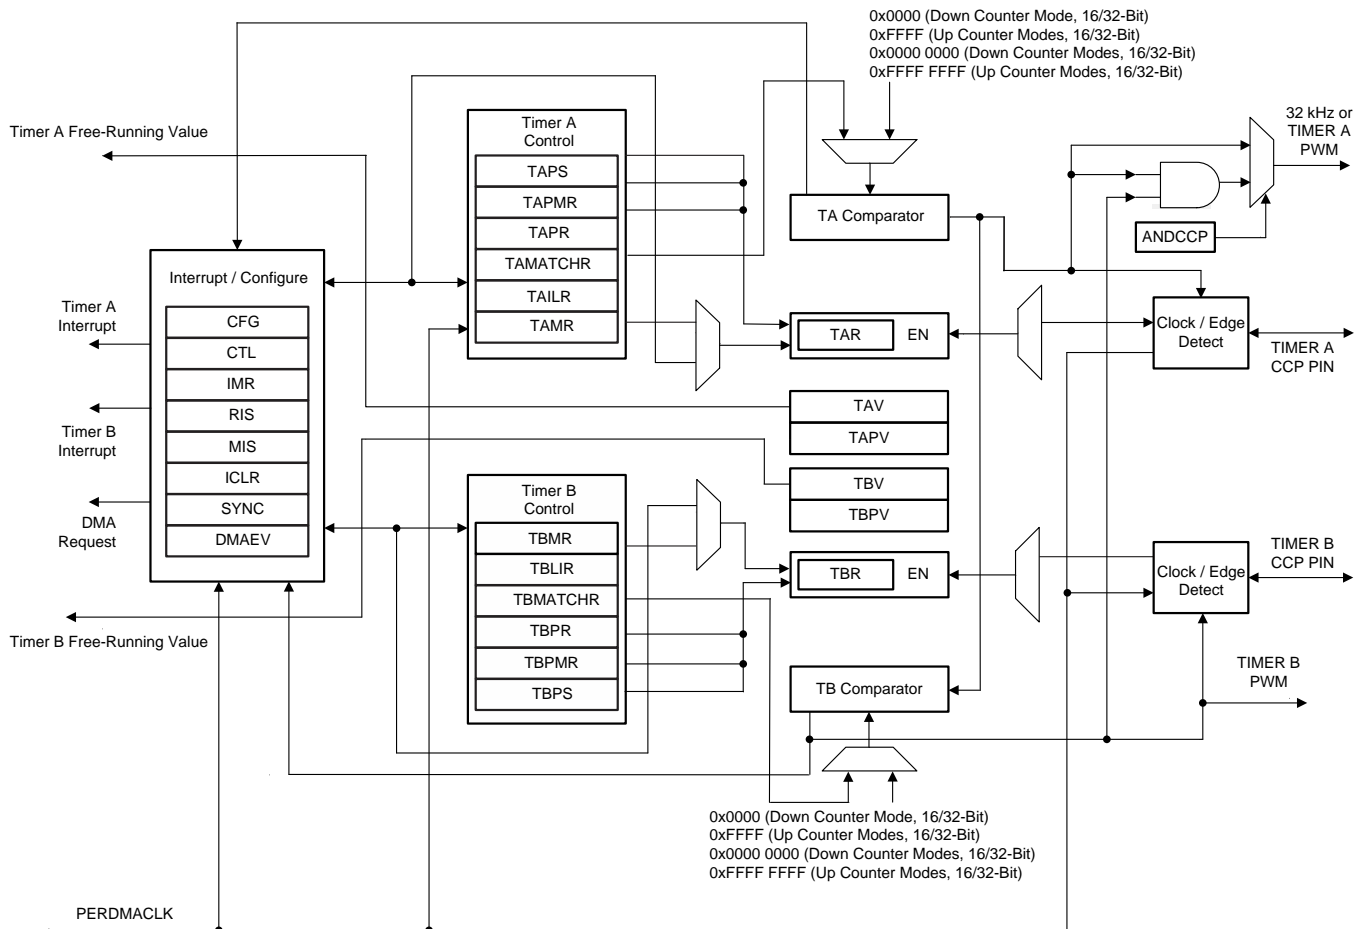 0x0000 (Down Counter Mode, 16/32-Bit)
0xFFFF (Up Counter Modes, 16/32-Bit)
0x0000 0000 (Down Counter Modes, 16/32-Bit)
0xFFFF FFFF (Up Counter Modes, 16/32-Bit)
32 kHz or
TIMER A
PWM
Timer A Free-Running Value
Timer A
Control
TAPS
TAPMR
TAPR
TAMATCHR
TAILR
TAMR
TA Comparator
ANDCCP
Interrupt / Configure
CFG
CTL
IMR
RIS
MIS
ICLR
SYNC
DMAEV
Timer A
Interrupt
Timer B
Interrupt
DMA
Request
TAR
EN
Clock / Edge
Detect
TIMER A
CCP PIN
TAV
TAPV
TBV
TBPV
Timer B
Control
TBMR
TBLIR
TBMATCHR
TBPR
TBPMR
TBPS
TBR
EN
Clock / Edge
Detect
TIMER B
CCP PIN
Timer B Free-Running Value
TB Comparator
TIMER B
PWM
0x0000 (Down Counter Mode, 16/32-Bit)
0xFFFF (Up Counter Modes, 16/32-Bit)
0x0000 0000 (Down Counter Modes, 16/32-Bit)
0xFFFF FFFF (Up Counter Modes, 16/32-Bit)
PERDMACLK